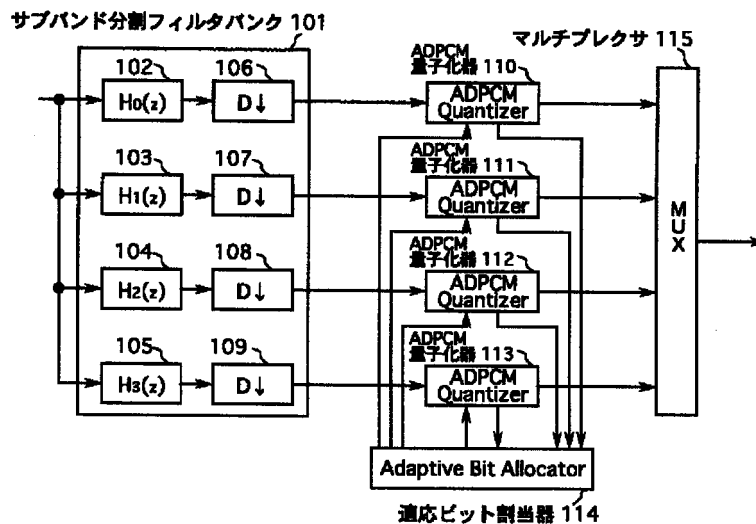 サブバンド分割フィルタバンク 101
マルチプレクサ 115
102
106
ADPCM
量子化器 110
H0(z)
D↓
ADPCM
Quantizer
103
107
ADPCM
量子化器 111
H1(z)
D↓
ADPCM
Quantizer
MUX
104
108
ADPCM
量子化器 112
H2(z)
D↓
ADPCM
Quantizer
105
109
ADPCM
量子化器 113
H3(z)
D↓
ADPCM
Quantizer
Adaptive Bit Allocator
適応ビット割当器 114